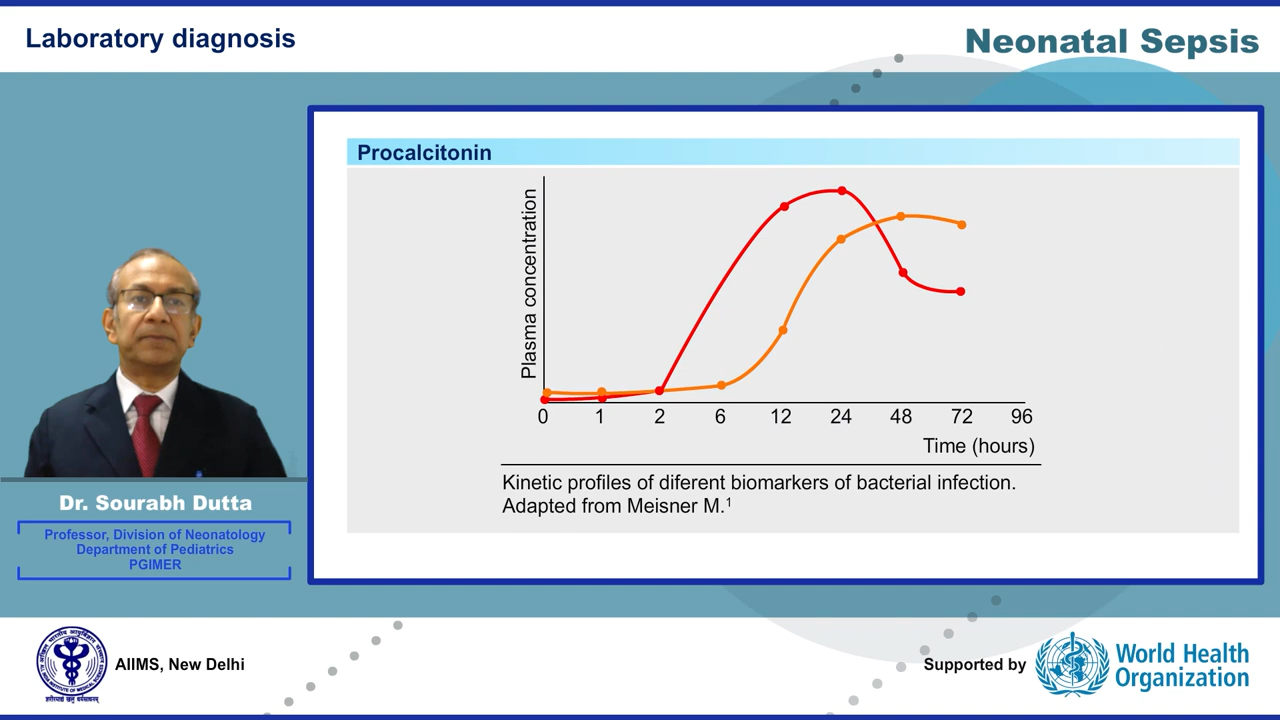 Laboratory diagnosis
Neonatal Sepsis
Procalcitonin
Plasma concentration
0 1 2 6 12 24 48 72 96
Time (hours)
Kinetic profiles of diferent biomarkers of bacterial infection.
Adapted from Meisner M.¹
Dr. Sourabh Dutta
Professor, Division of Neonatology
Department of Pediatrics
PGIMER
AIIMS, New Delhi
Supported by
World Health
Organization